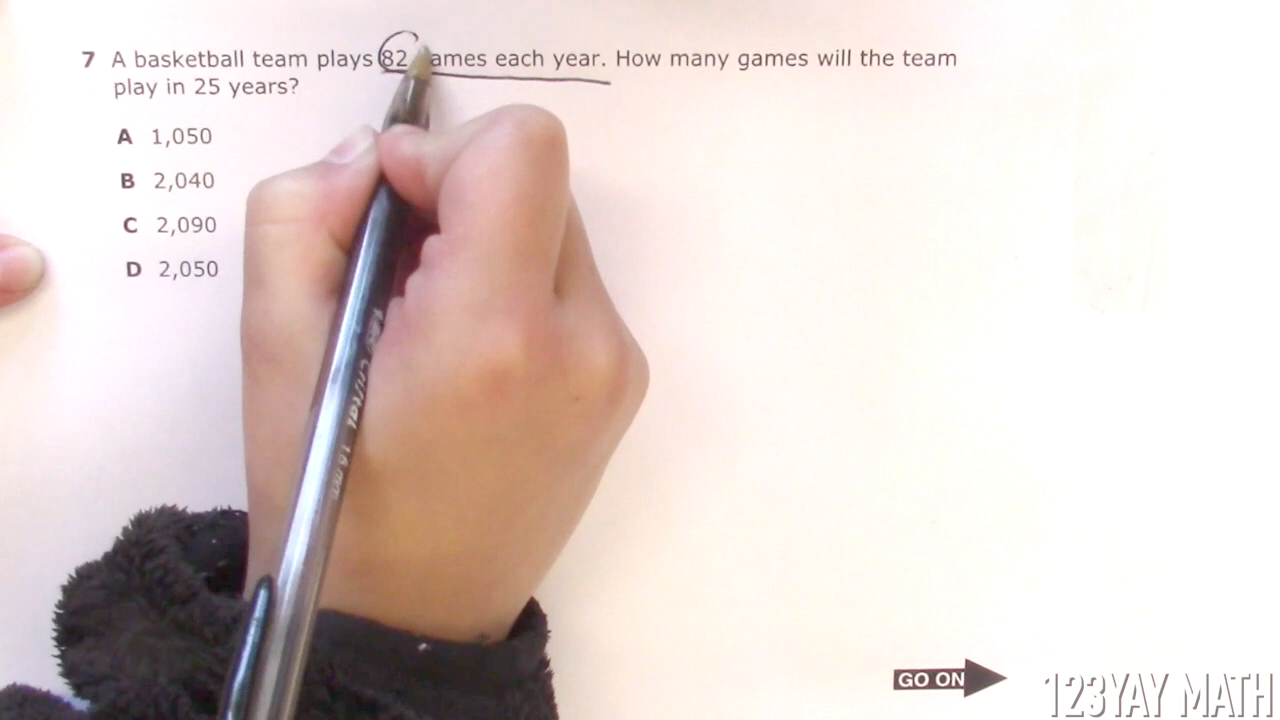 7 A basketball team plays 82 games each year. How many games will the team
play in 25 years?
A 1,050
B 2,040
C 2,090
D 2,050
GO ON
123YAY MATH